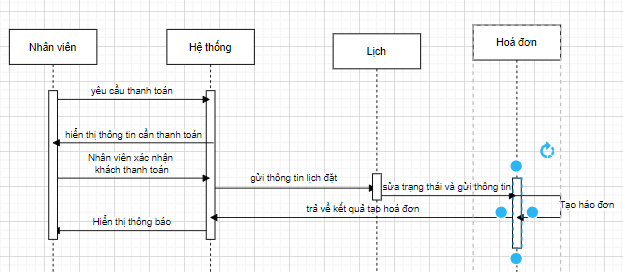 Nhân viên
Hệ thống
Lịch
Hoá đơn
yêu cầu thanh toán
hiển thị thông tin cần thanh toán
Nhân viên xác nhận
khách thanh toán
gửi thông tin lịch đặt
sửa trạng thái và gửi thông tin
Tạo háo đơn
trả về kết quả tạo hoá đơn
Hiển thị thông báo